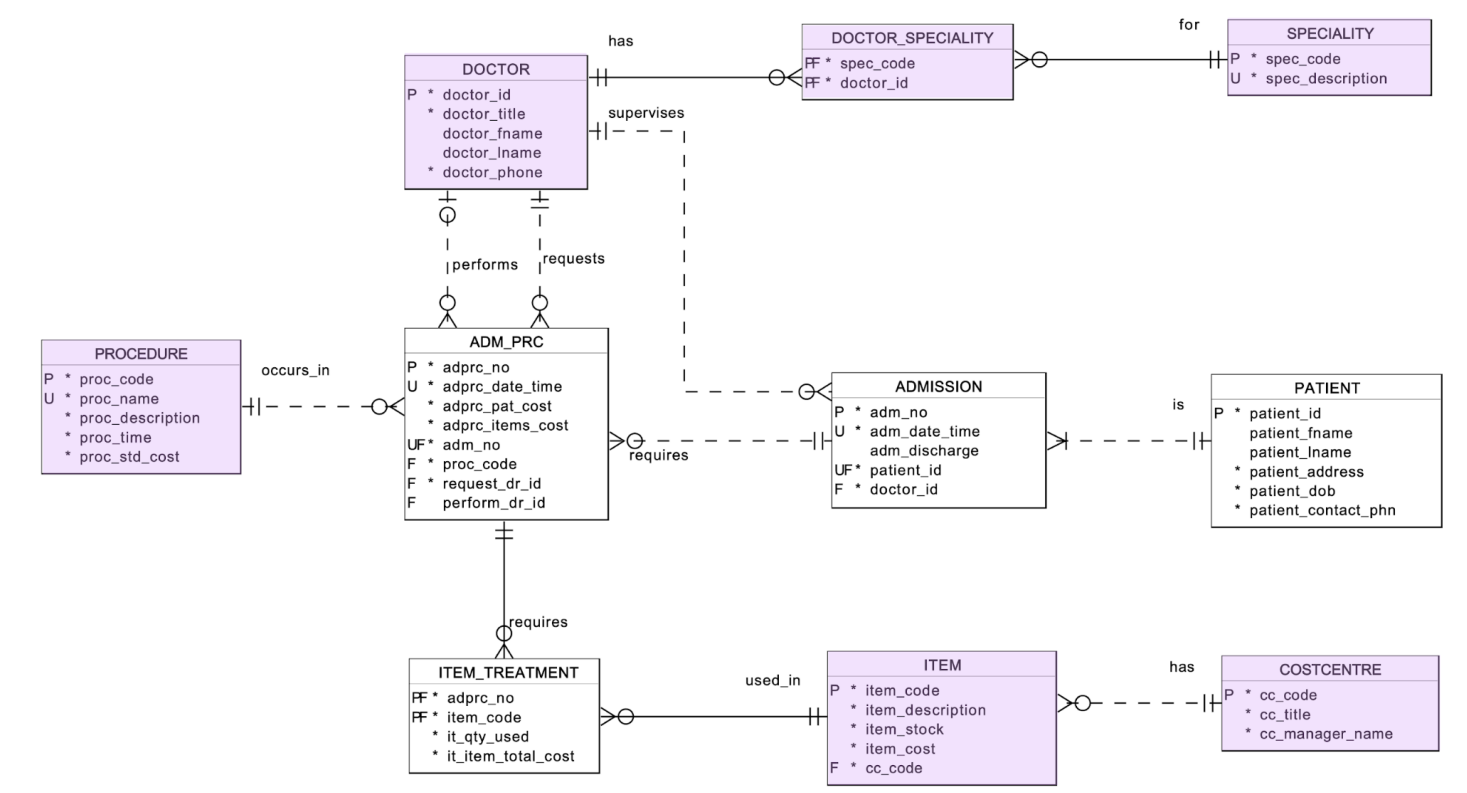 has
for
DOCTOR_SPECIALITY
PF * spec_code
PF * doctor_id
SPECIALITY
P * spec_code
U * spec_description
DOCTOR
P * doctor_id
* doctor_title
doctor_fname
doctor_lname
* doctor_phone
supervises
performs
requests
PROCEDURE
P * proc_code
U * proc_name
* proc_description
* proc_time
* proc_std_cost
occurs_in
ADM_PRC
P * adprc_no
U * adprc_date_time
* adprc_pat_cost
* adprc_items_cost
UF * adm_no
F * proc_code
F * request_dr_id
F perform_dr_id
requires
ADMISSION
P * adm_no
U * adm_date_time
adm_discharge
UF * patient_id
F * doctor_id
is
PATIENT
P * patient_id
patient_fname
patient_lname
* patient_address
* patient_dob
* patient_contact_phn
requires
ITEM_TREATMENT
PF * adprc_no
PF * item_code
* it_qty_used
* it_item_total_cost
used_in
ITEM
P * item_code
* item_description
* item_stock
* item_cost
F * cc_code
has
COSTCENTRE
P * cc_code
* cc_title
* cc_manager_name